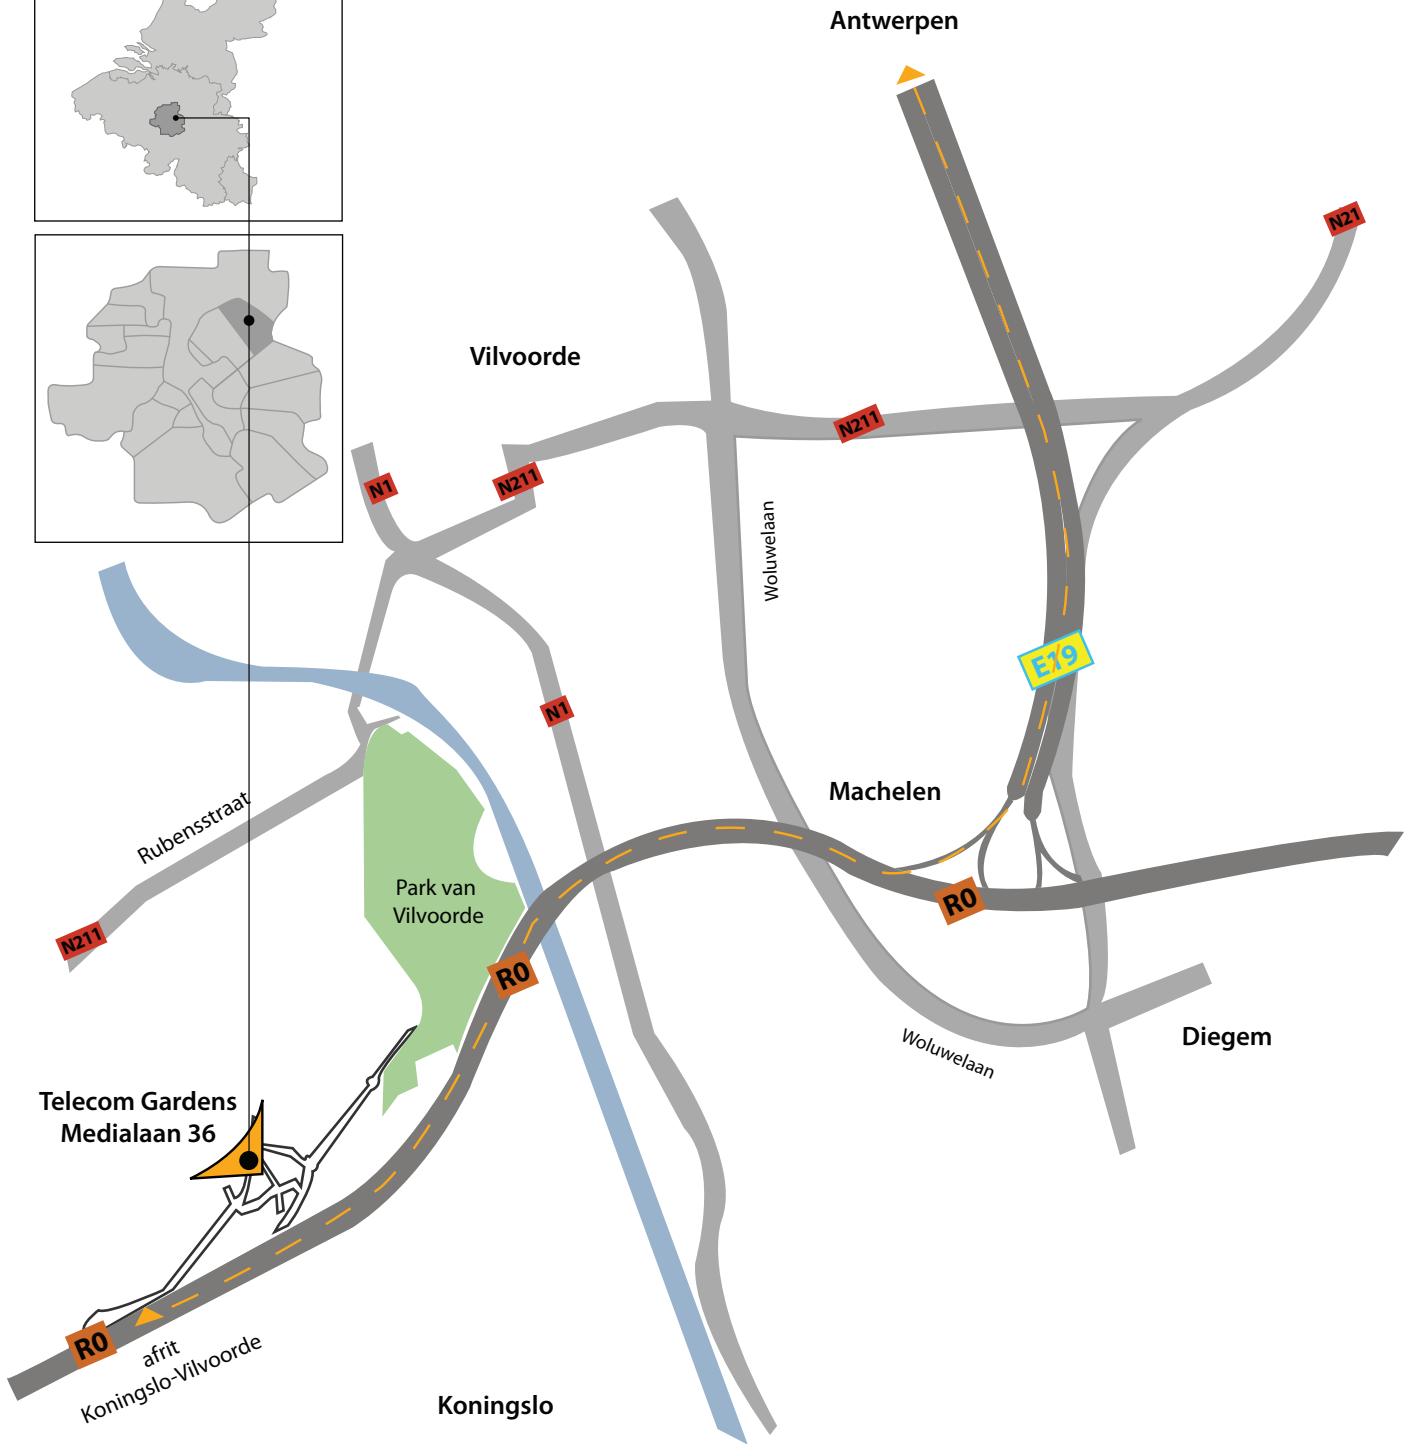 Antwerpen
N21
Vilvoorde
N211
N1
N211
Woluwelaan
E19
N1
Machelen
Rubensstraat
Park van
Vilvoorde
R0
N211
R0
Woluwelaan
Diegem
Telecom Gardens
Medialaan 36
R0
afrit
Koningslo-Vilvoorde
Koningslo